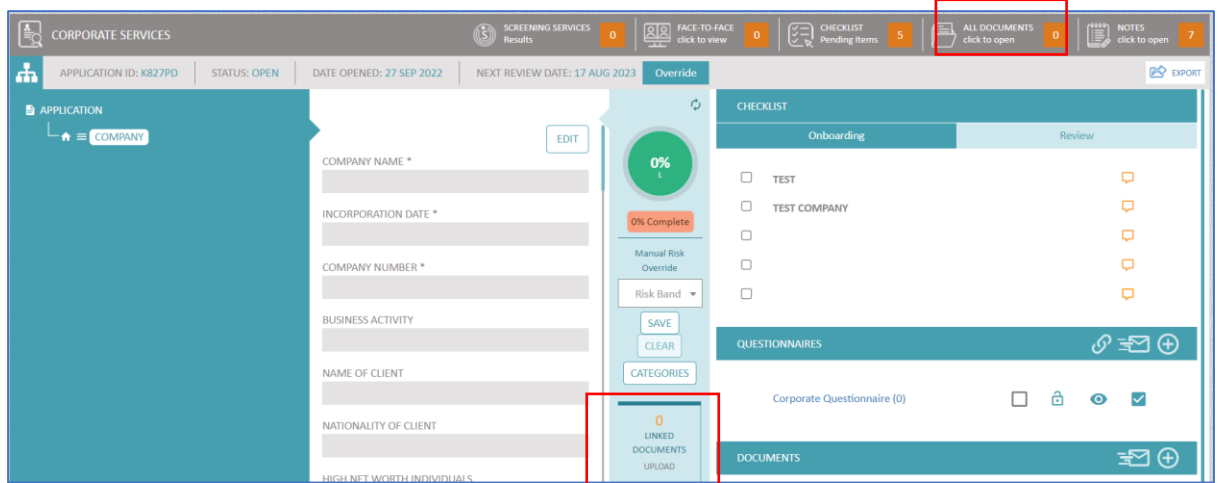 CORPORATE SERVICES
SCREENING SERVICES
Results
0
FACE-TO-FACE
click to view
0
CHECKLIST
Pending Items
5
ALL DOCUMENTS
click to open
0
NOTES
click to open
7
APPLICATION ID: K827PD
STATUS: OPEN
DATE OPENED: 27 SEP 2022
NEXT REVIEW DATE: 17 AUG 2023
Override
EXPORT
APPLICATION
COMPANY
EDIT
COMPANY NAME *
INCORPORATION DATE *
COMPANY NUMBER *
BUSINESS ACTIVITY
NAME OF CLIENT
NATIONALITY OF CLIENT
HIGH NET WORTH INDIVIDUALS
0%
L
0% Complete
Manual Risk
Override
Risk Band
SAVE
CLEAR
CATEGORIES
0
LINKED
DOCUMENTS
UPLOAD
CHECKLIST
Onboarding
Review
TEST
TEST COMPANY
QUESTIONNAIRES
Corporate Questionnaire (0)
DOCUMENTS